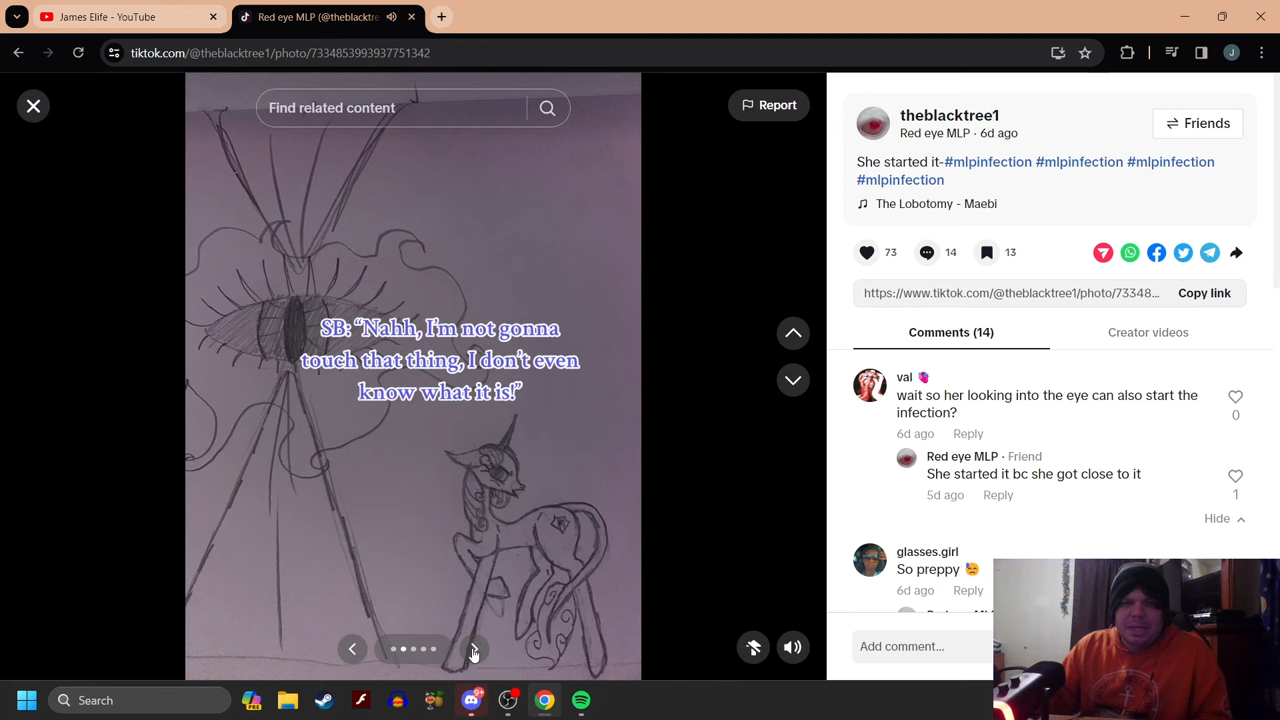 James Elife - YouTube
Red eye MLP (@theblacktre
tiktok.com/@theblacktree1/photo/7334853993937751342
J
Find related content
Report
SB: “Nahh, I'm not gonna
touch that thing, I don't even
know what it is!”
theblacktree1
Red eye MLP · 6d ago
Friends
She started it-#mlpinfection #mlpinfection #mlpinfection
#mlpinfection
The Lobotomy - Maebi
73
14
13
https://www.tiktok.com/@theblacktree1/photo/73348...
Copy link
Comments (14)
Creator videos
val
wait so her looking into the eye can also start the
infection?
0
6d ago
Reply
Red eye MLP · Friend
She started it bc she got close to it
1
5d ago
Reply
Hide
glasses.girl
So preppy
6d ago
Reply
Add comment...
Search
PRE
9+